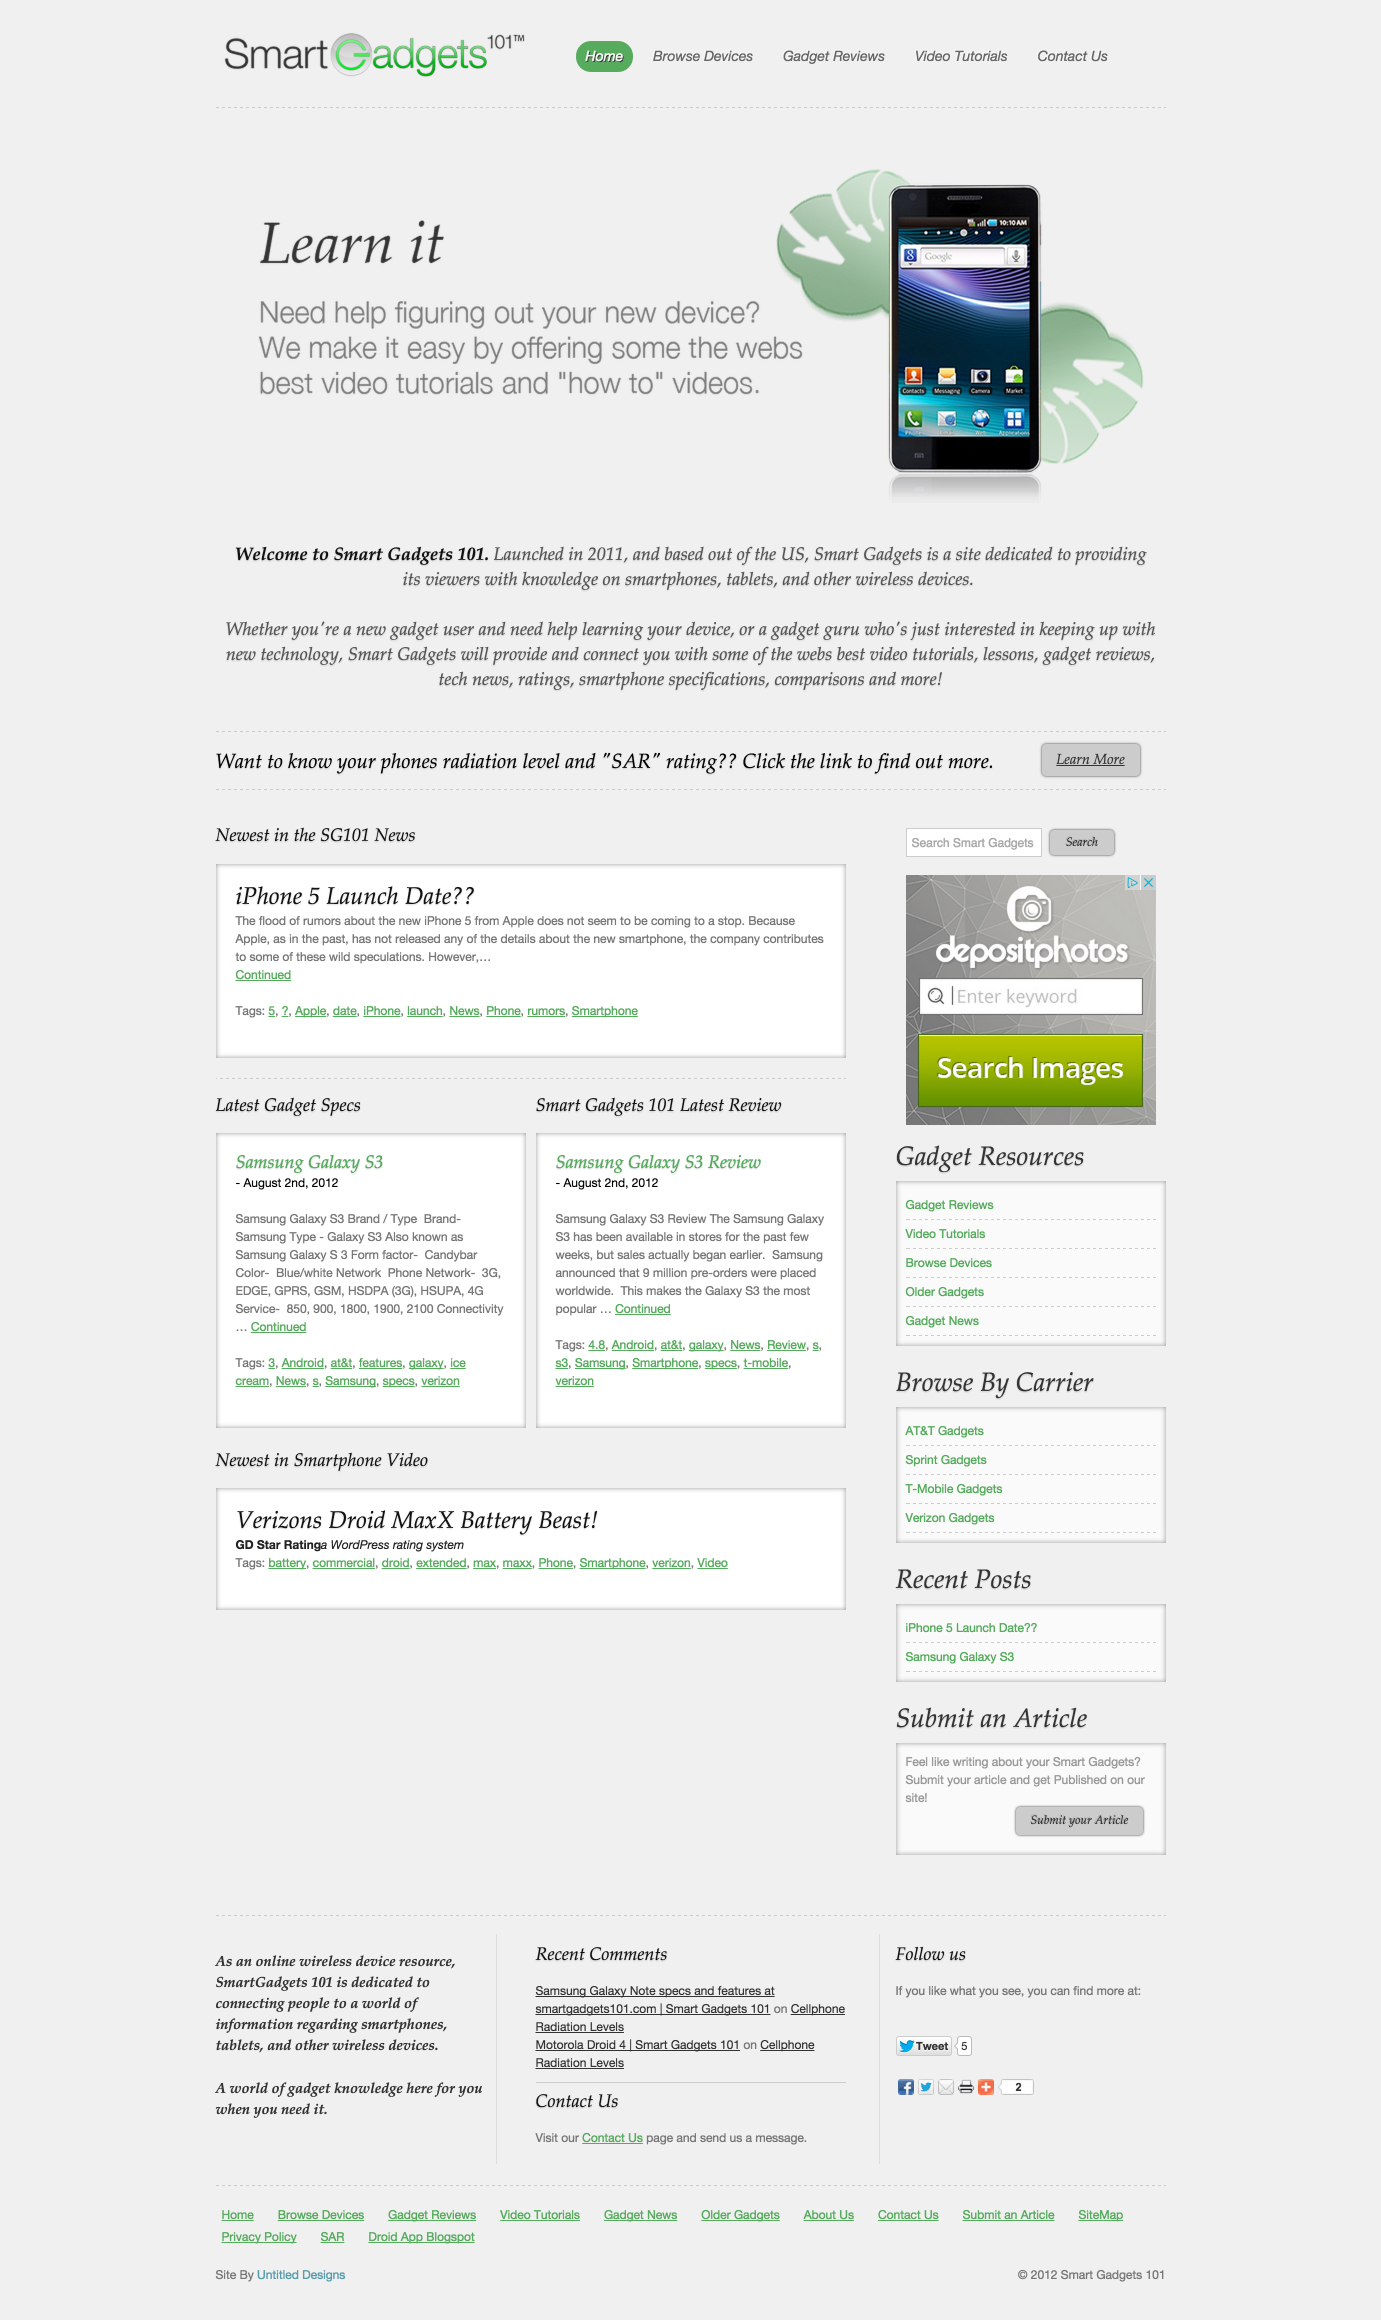 SmartGadgets101™
Home
Browse Devices
Gadget Reviews
Video Tutorials
Contact Us
Learn it
Need help figuring out your new device?
We make it easy by offering some the webs
best video tutorials and "how to" videos.
10:10 AM
Google
Contacts
Messaging
Camera
Market
Welcome to Smart Gadgets 101. Launched in 2011, and based out of the US, Smart Gadgets is a site dedicated to providing
its viewers with knowledge on smartphones, tablets, and other wireless devices.
Whether you're a new gadget user and need help learning your device, or a gadget guru who's just interested in keeping up with
new technology, Smart Gadgets will provide and connect you with some of the webs best video tutorials, lessons, gadget reviews,
tech news, ratings, smartphone specifications, comparisons and more!
Want to know your phones radiation level and "SAR" rating?? Click the link to find out more.
Learn More
Newest in the SG101 News
iPhone 5 Launch Date??
The flood of rumors about the new iPhone 5 from Apple does not seem to be coming to a stop. Because
Apple, as in the past, has not released any of the details about the new smartphone, the company contributes
to some of these wild speculations. However,…
Continued
Tags: 5, ?, Apple, date, iPhone, launch, News, Phone, rumors, Smartphone
Latest Gadget Specs
Samsung Galaxy S3
- August 2nd, 2012
Samsung Galaxy S3 Brand / Type  Brand-
Samsung Type - Galaxy S3 Also known as
Samsung Galaxy S 3 Form factor-  Candybar
Color-  Blue/white Network  Phone Network-  3G,
EDGE, GPRS, GSM, HSDPA (3G), HSUPA, 4G
Service-  850, 900, 1800, 1900, 2100 Connectivity
… Continued
Tags: 3, Android, at&t, features, galaxy, ice
cream, News, s, Samsung, specs, verizon
Smart Gadgets 101 Latest Review
Samsung Galaxy S3 Review
- August 2nd, 2012
Samsung Galaxy S3 Review The Samsung Galaxy
S3 has been available in stores for the past few
weeks, but sales actually began earlier.  Samsung
announced that 9 million pre-orders were placed
worldwide.  This makes the Galaxy S3 the most
popular … Continued
Tags: 4.8, Android, at&t, galaxy, News, Review, s,
s3, Samsung, Smartphone, specs, t-mobile,
verizon
Newest in Smartphone Video
Verizons Droid MaxX Battery Beast!
GD Star Ratinga WordPress rating system
Tags: battery, commercial, droid, extended, max, maxx, Phone, Smartphone, verizon, Video
Search Smart Gadgets
Search
depositphotos
Enter keyword
Search Images
Gadget Resources
Gadget Reviews
Video Tutorials
Browse Devices
Older Gadgets
Gadget News
Browse By Carrier
AT&T Gadgets
Sprint Gadgets
T-Mobile Gadgets
Verizon Gadgets
Recent Posts
iPhone 5 Launch Date??
Samsung Galaxy S3
Submit an Article
Feel like writing about your Smart Gadgets?
Submit your article and get Published on our
site!
Submit your Article
As an online wireless device resource,
SmartGadgets 101 is dedicated to
connecting people to a world of
information regarding smartphones,
tablets, and other wireless devices.
A world of gadget knowledge here for you
when you need it.
Recent Comments
Samsung Galaxy Note specs and features at
smartgadgets101.com | Smart Gadgets 101 on Cellphone
Radiation Levels
Motorola Droid 4 | Smart Gadgets 101 on Cellphone
Radiation Levels
Contact Us
Visit our Contact Us page and send us a message.
Follow us
If you like what you see, you can find more at:
Tweet 5
2
Home
Browse Devices
Gadget Reviews
Video Tutorials
Gadget News
Older Gadgets
About Us
Contact Us
Submit an Article
SiteMap
Privacy Policy
SAR
Droid App Blogspot
Site By Untitled Designs
© 2012 Smart Gadgets 101